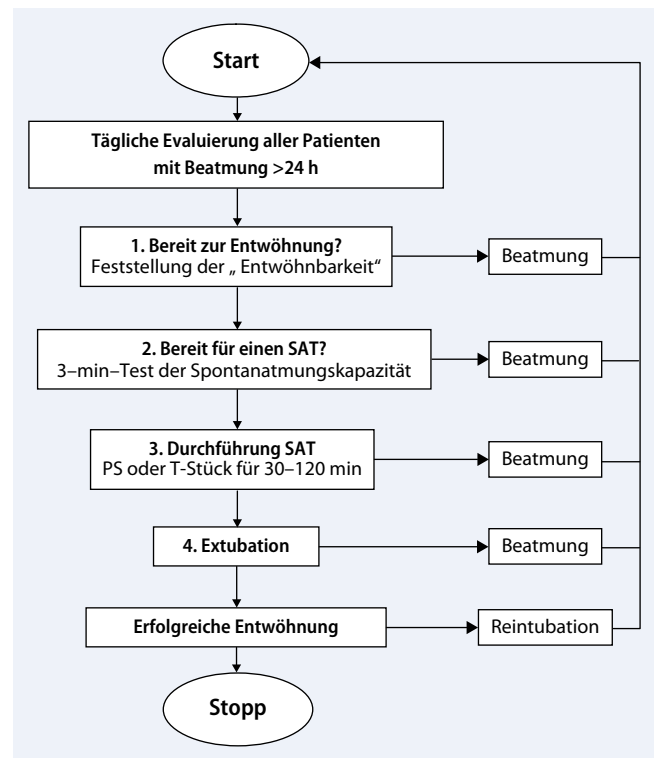 Start
Tägliche Evaluierung aller Patienten
mit Beatmung >24 h
1. Bereit zur Entwöhnung?
Feststellung der „ Entwöhnbarkeit“
Beatmung
2. Bereit für einen SAT?
3–min–Test der Spontanatmungskapazität
Beatmung
3. Durchführung SAT
PS oder T-Stück für 30–120 min
Beatmung
4. Extubation
Beatmung
Erfolgreiche Entwöhnung
Reintubation
Stopp